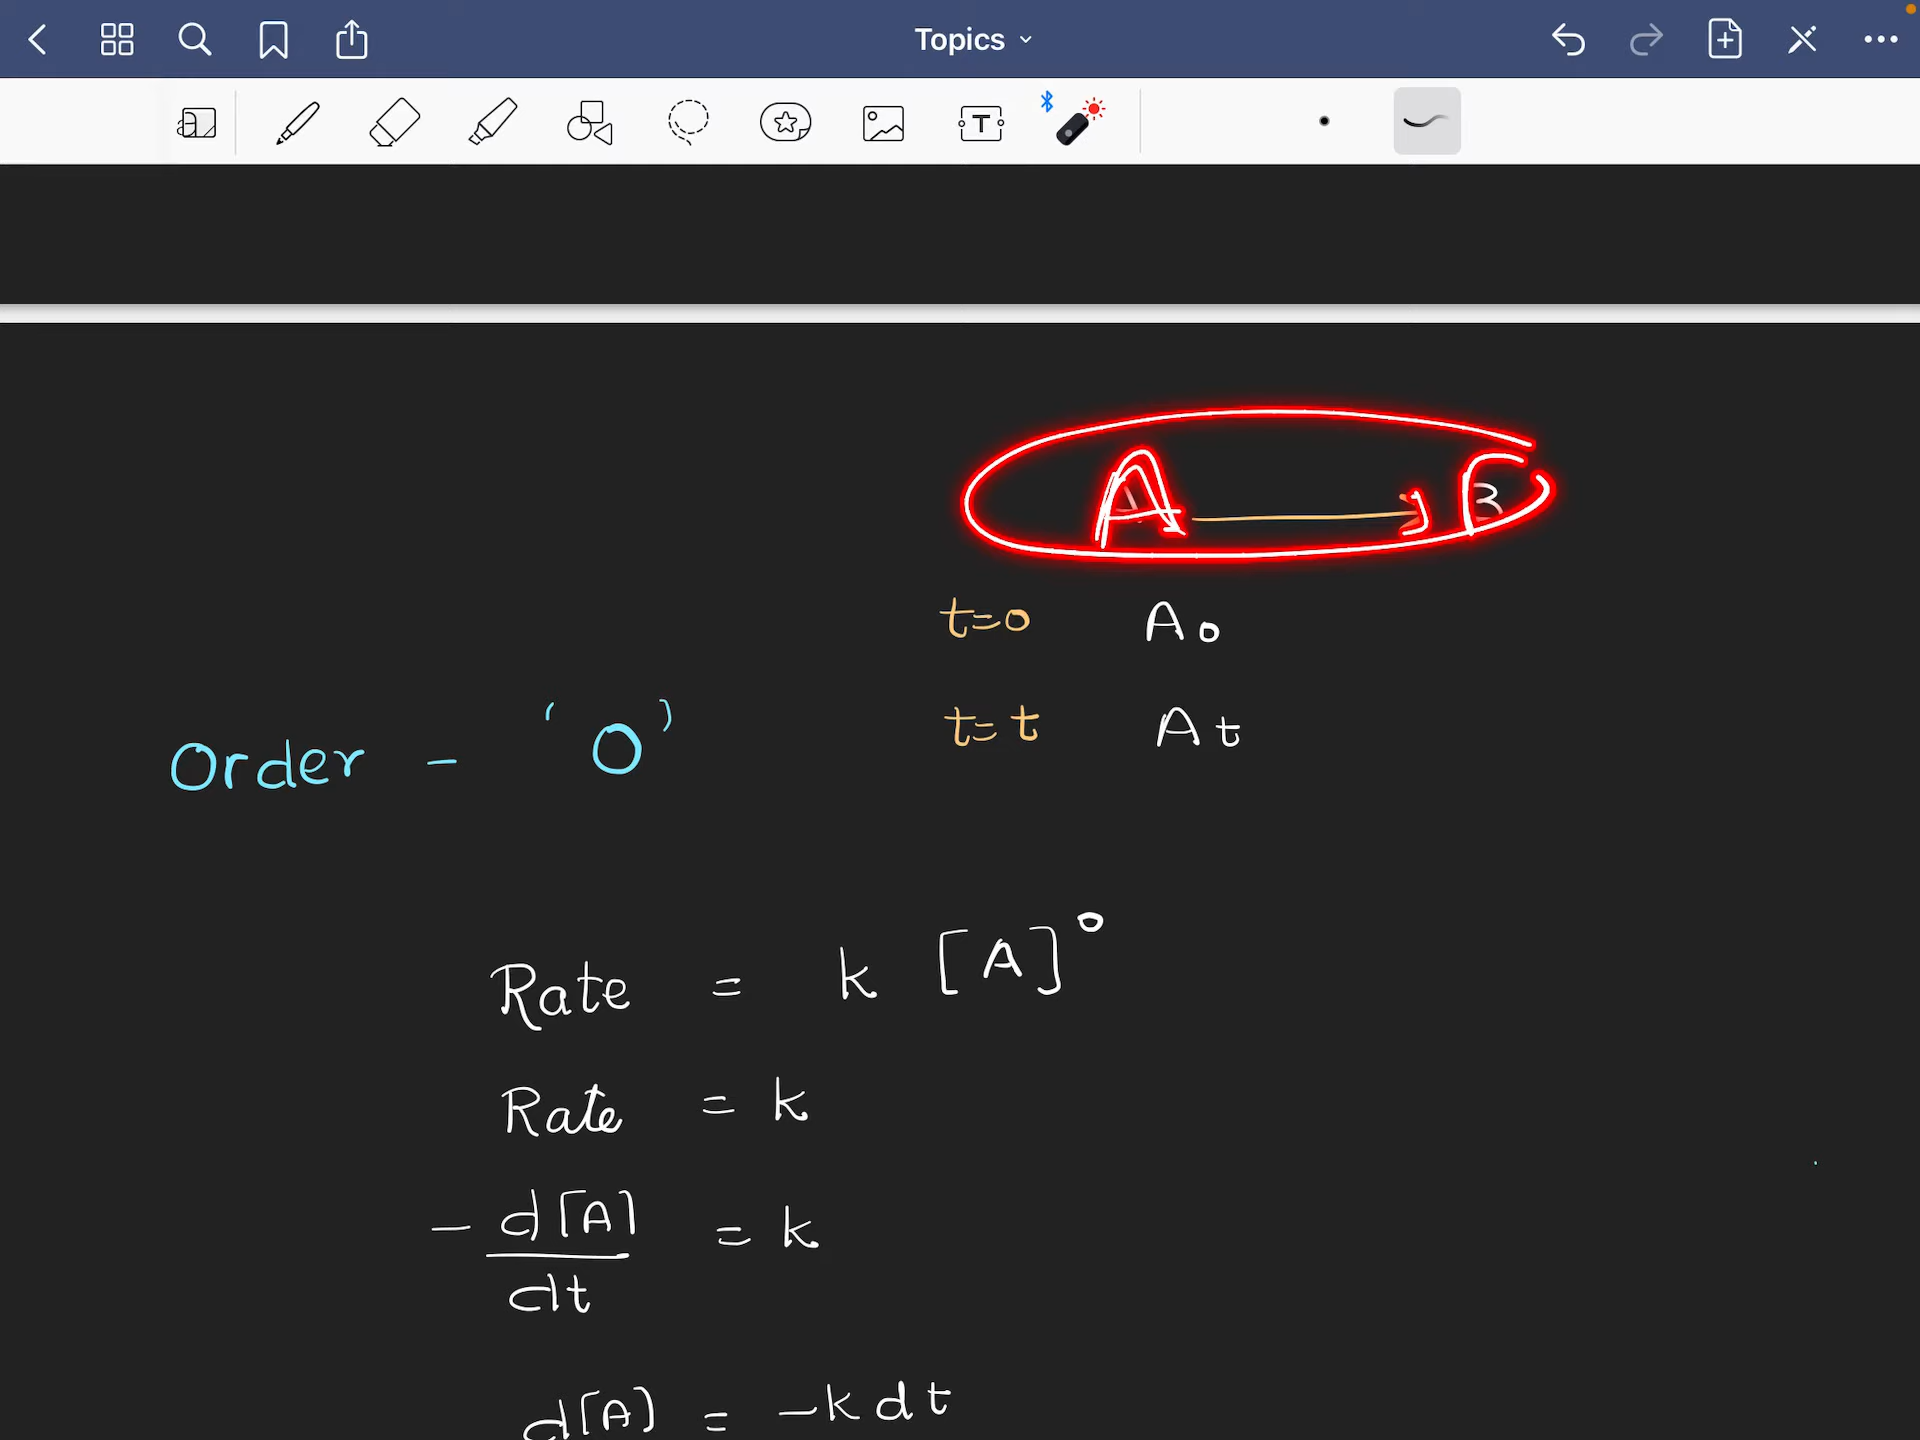 Topics
A → B
t=0 A₀
t=t Aₜ
Order - '0'
Rate = k [A]⁰
Rate = k
- d[A]/dt = k
d[A] = -k dt